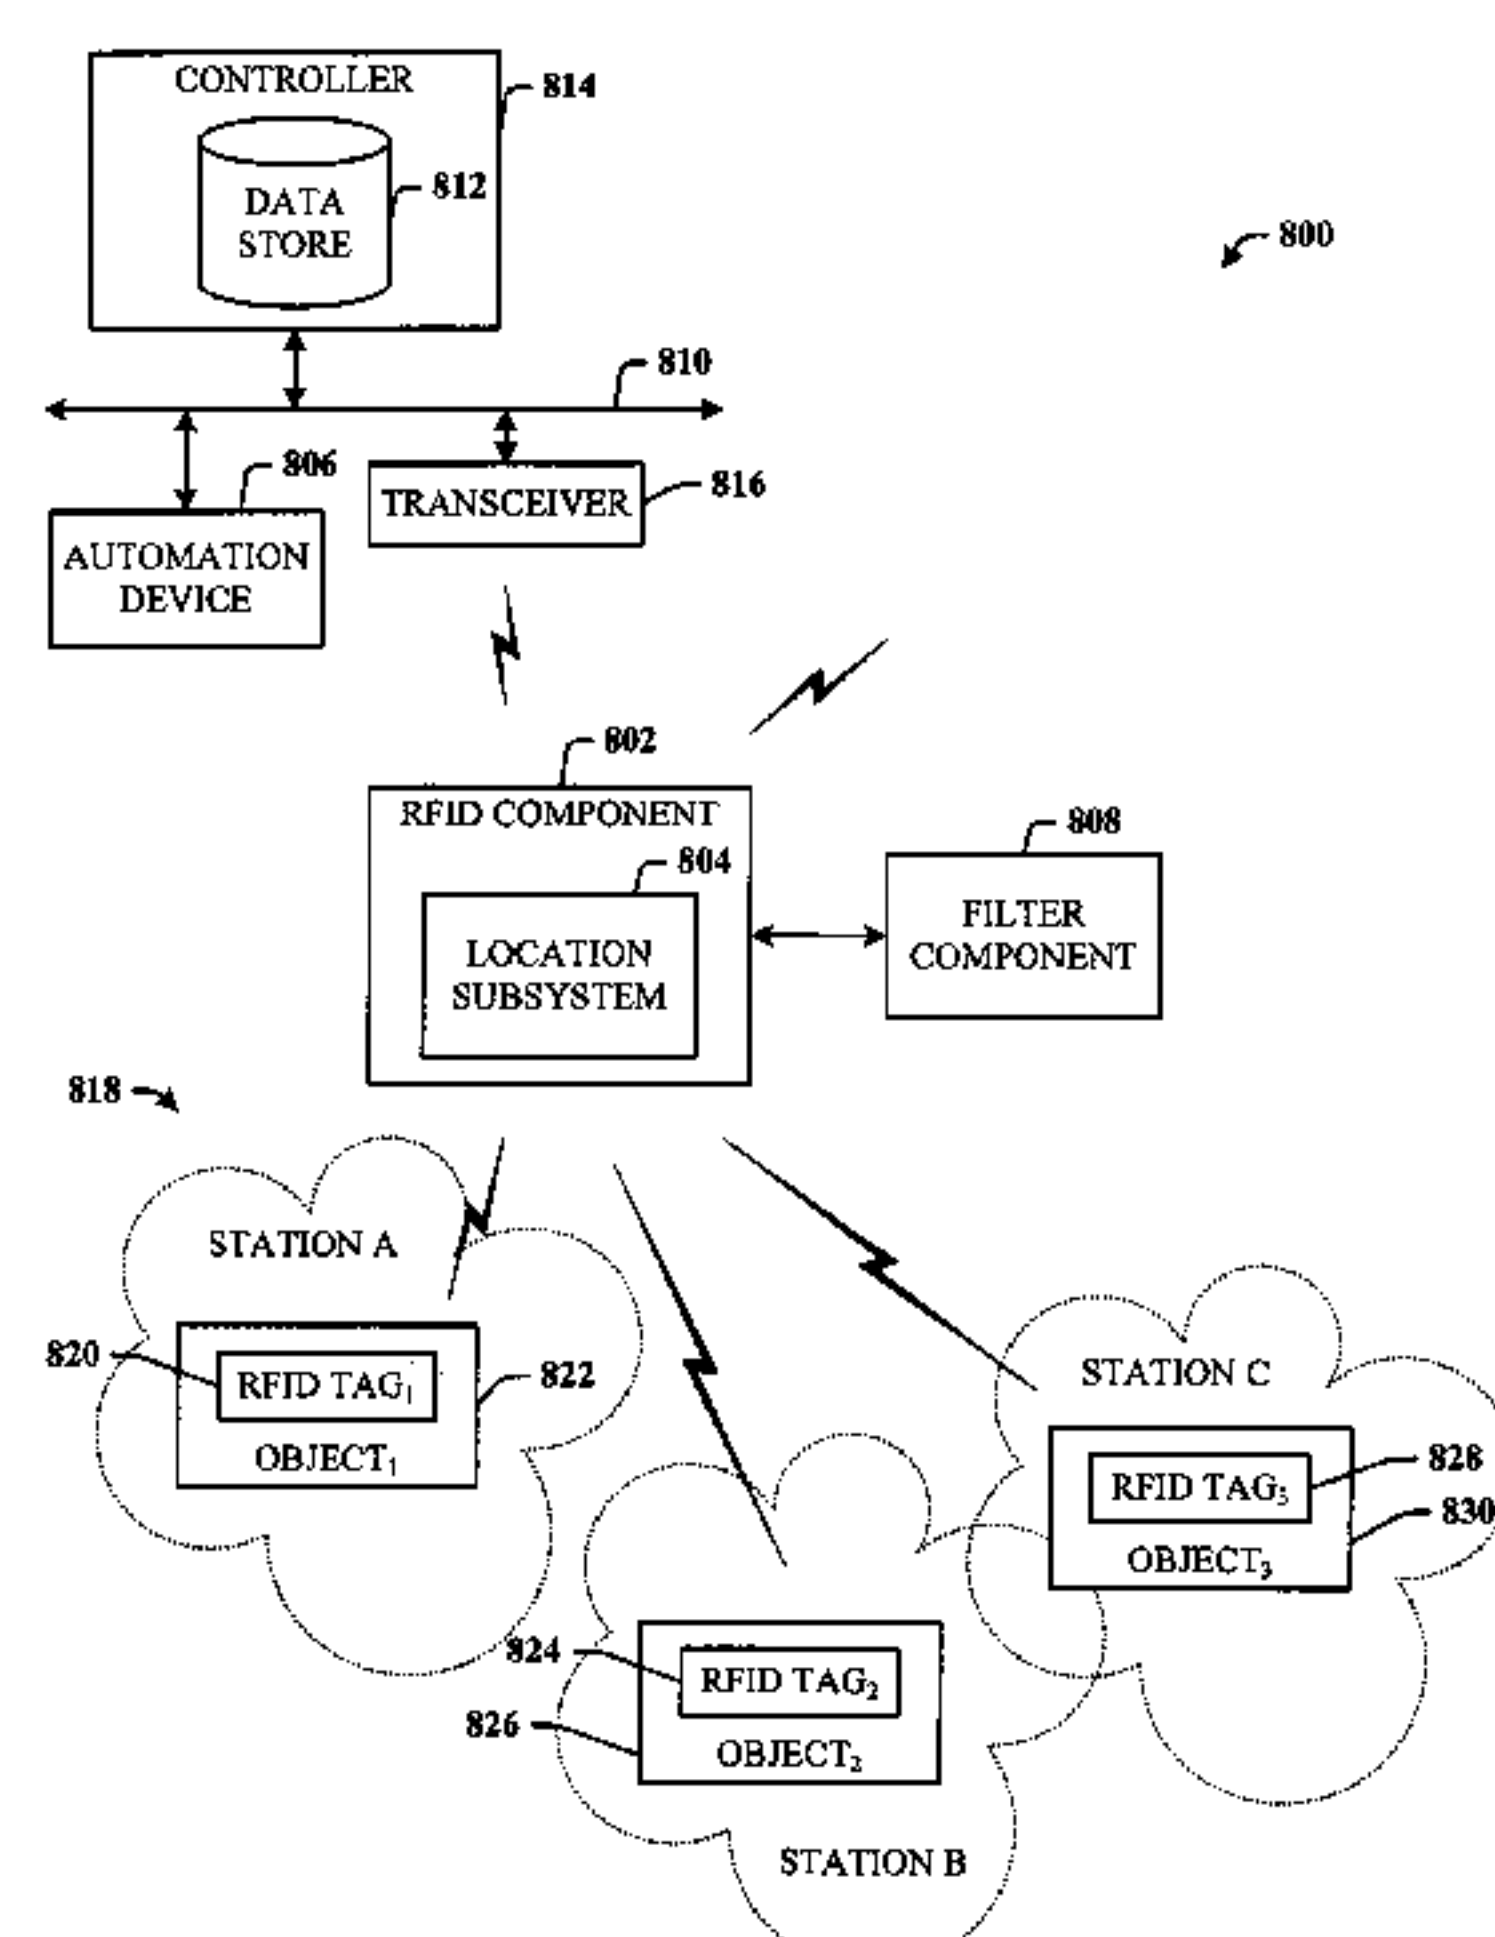 CONTROLLER
814
DATA
STORE
812
800
810
806
TRANSCEIVER
816
AUTOMATION
DEVICE
802
RFID COMPONENT
808
804
FILTER
COMPONENT
LOCATION
SUBSYSTEM
818
STATION A
820
RFID TAG1
822
OBJECT1
STATION C
RFID TAG3
828
830
OBJECT3
824
RFID TAG2
826
OBJECT2
STATION B